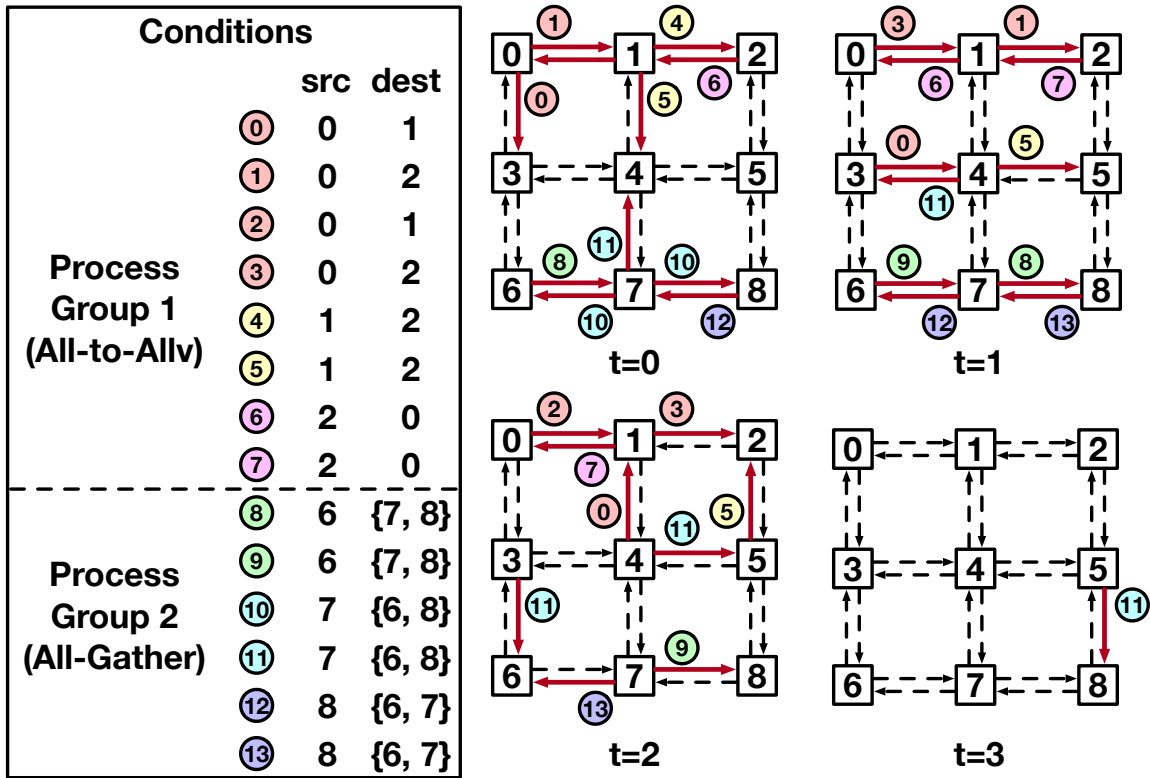 Conditions
src dest
0 0 1
1 0 2
2 0 1
3 0 2
4 1 2
5 1 2
6 2 0
7 2 0
Process
Group 1
(All-to-Allv)
8 6 {7, 8}
9 6 {7, 8}
10 7 {6, 8}
11 7 {6, 8}
12 8 {6, 7}
13 8 {6, 7}
Process
Group 2
(All-Gather)
1 4
0 1 2
6
0 5
3 4 5
11
8 10
6 7 8
10 12
t=0
3 1
0 1 2
6 7
0 5
3 4 5
11
9 8
6 7 8
12 13
t=1
2 3
0 1 2
7
0 5
11
3 4 5
11
9
6 7 8
13
t=2
0 1 2
3 4 5
11
6 7 8
t=3